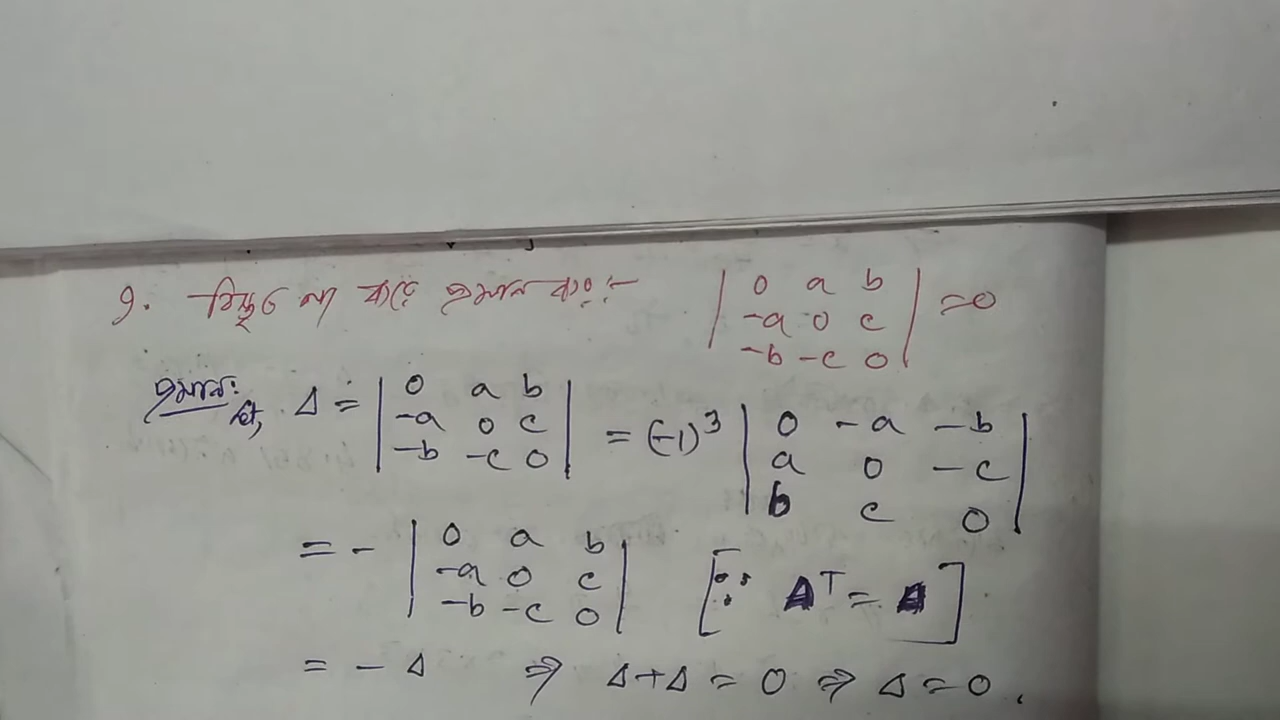 9. বিস্তৃত না করে প্রমাণ কর:- | 0 a b | = 0
| -a 0 c |
| -b -c 0 |
প্রমাণ: ধরি, Δ = | 0 a b | = (-1)³ | 0 -a -b |
| -a 0 c | | a 0 -c |
| -b -c 0 | | b c 0 |
= - | 0 a b | [∵ Δᵀ = Δ]
| -a 0 c |
| -b -c 0 |
= - Δ ⇒ Δ+Δ = 0 ⇒ Δ = 0.